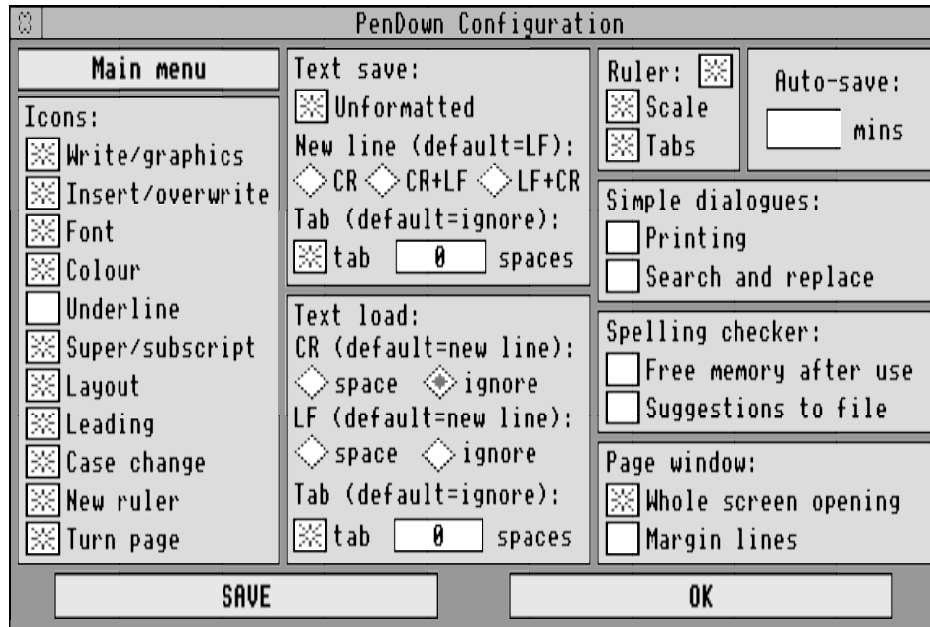 PenDown Configuration
Main menu
Icons:
Write/graphics
Insert/overwrite
Font
Colour
Underline
Super/subscript
Layout
Leading
Case change
New ruler
Turn page
Text save:
Unformatted
New line (default=LF):
CR CR+LF LF+CR
Tab (default=ignore):
tab 0 spaces
Text load:
CR (default=new line):
space ignore
LF (default=new line):
space ignore
Tab (default=ignore):
tab 0 spaces
Ruler:
Scale
Tabs
Auto-save:
mins
Simple dialogues:
Printing
Search and replace
Spelling checker:
Free memory after use
Suggestions to file
Page window:
Whole screen opening
Margin lines
SAVE
OK